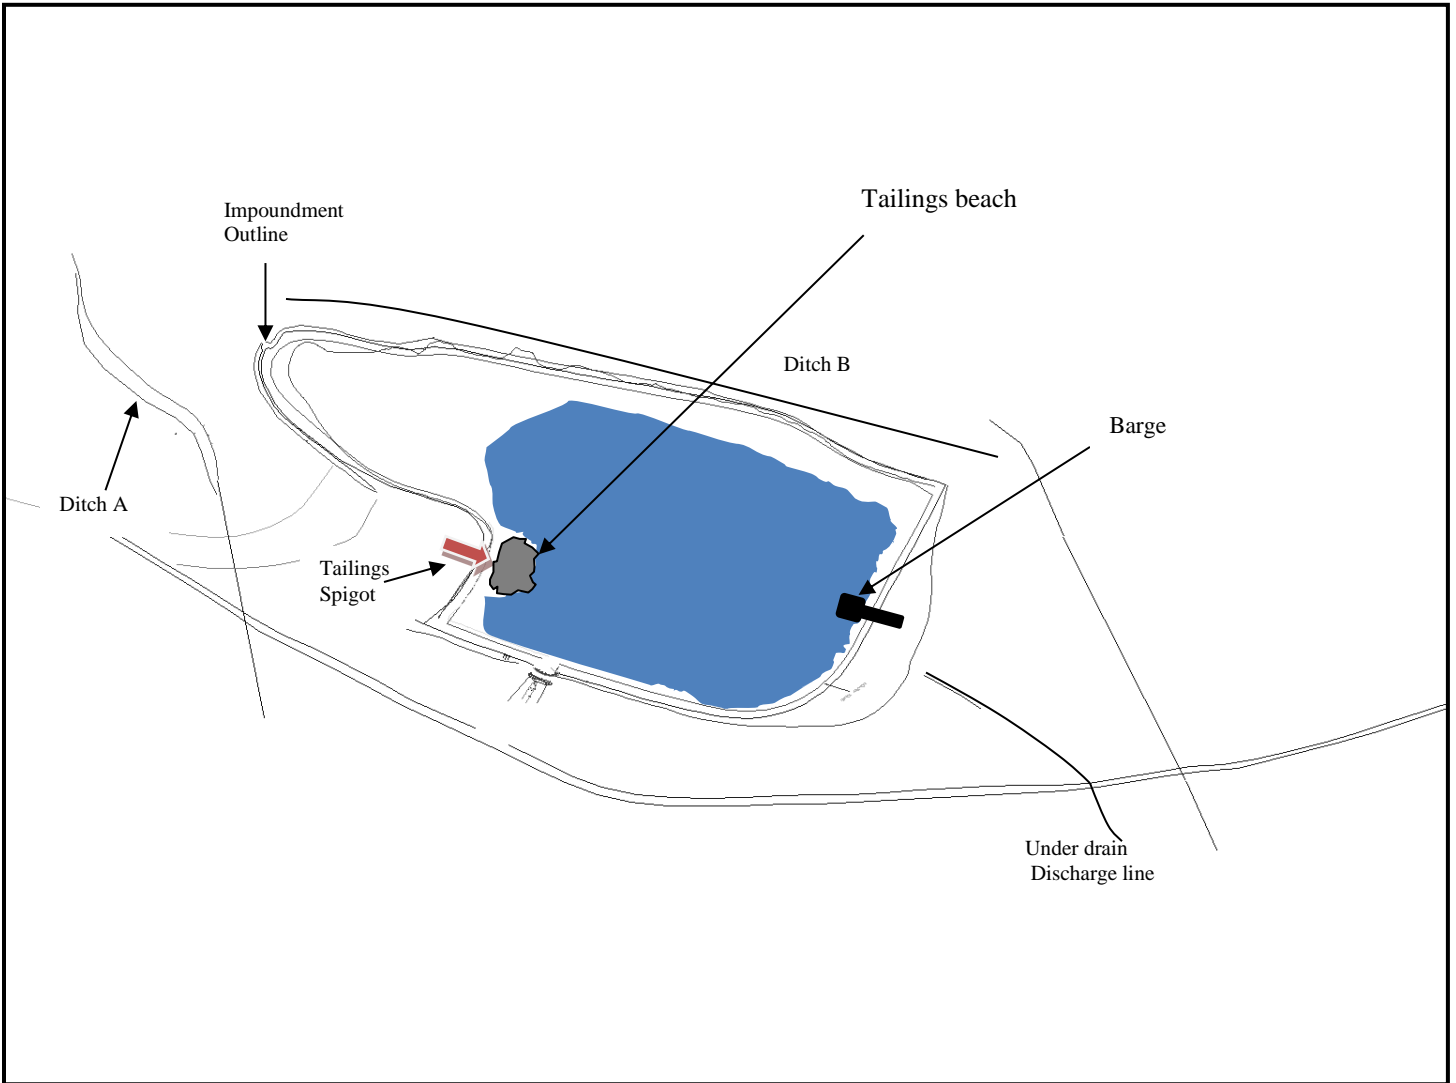 Tailings beach
Impoundment
Outline
Ditch B
Barge
Ditch A
Tailings
Spigot
Under drain
Discharge line